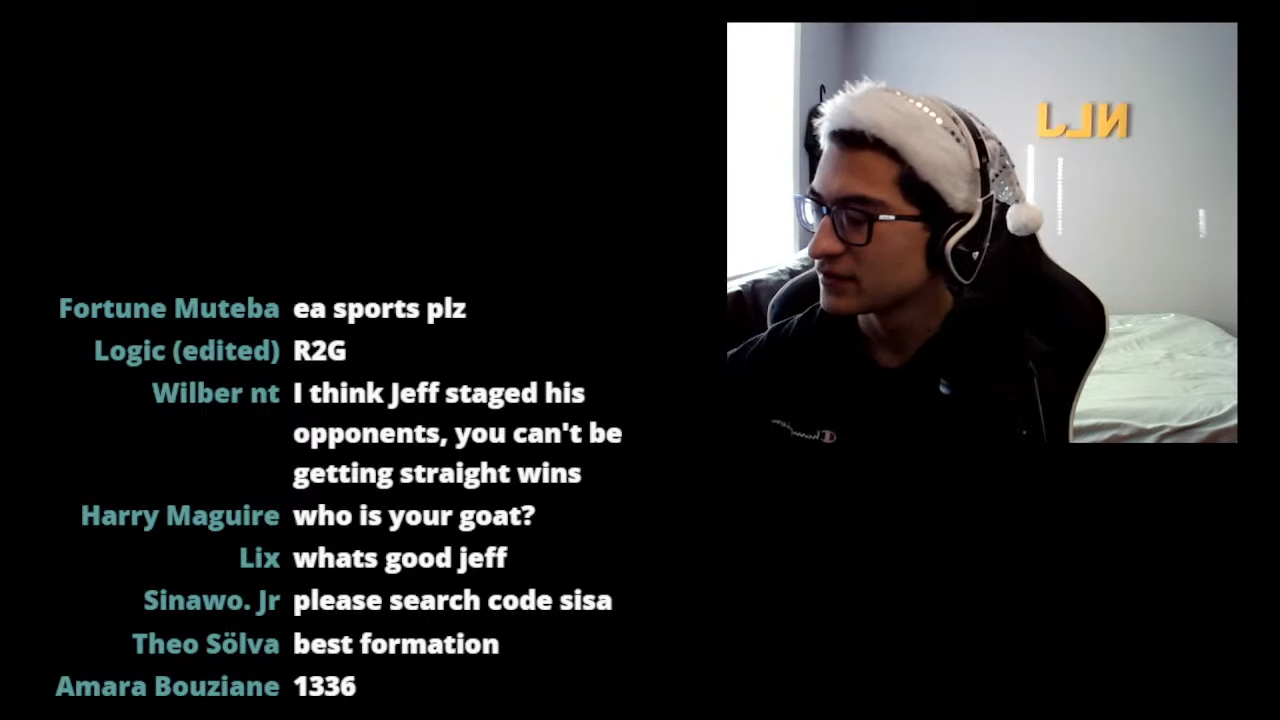 Fortune Muteba ea sports plz
Logic (edited) R2G
Wilber nt I think Jeff staged his
opponents, you can't be
getting straight wins
Harry Maguire who is your goat?
Lix whats good jeff
Sinawo. Jr please search code sisa
Theo Sölva best formation
Amara Bouziane 1336
NLJ